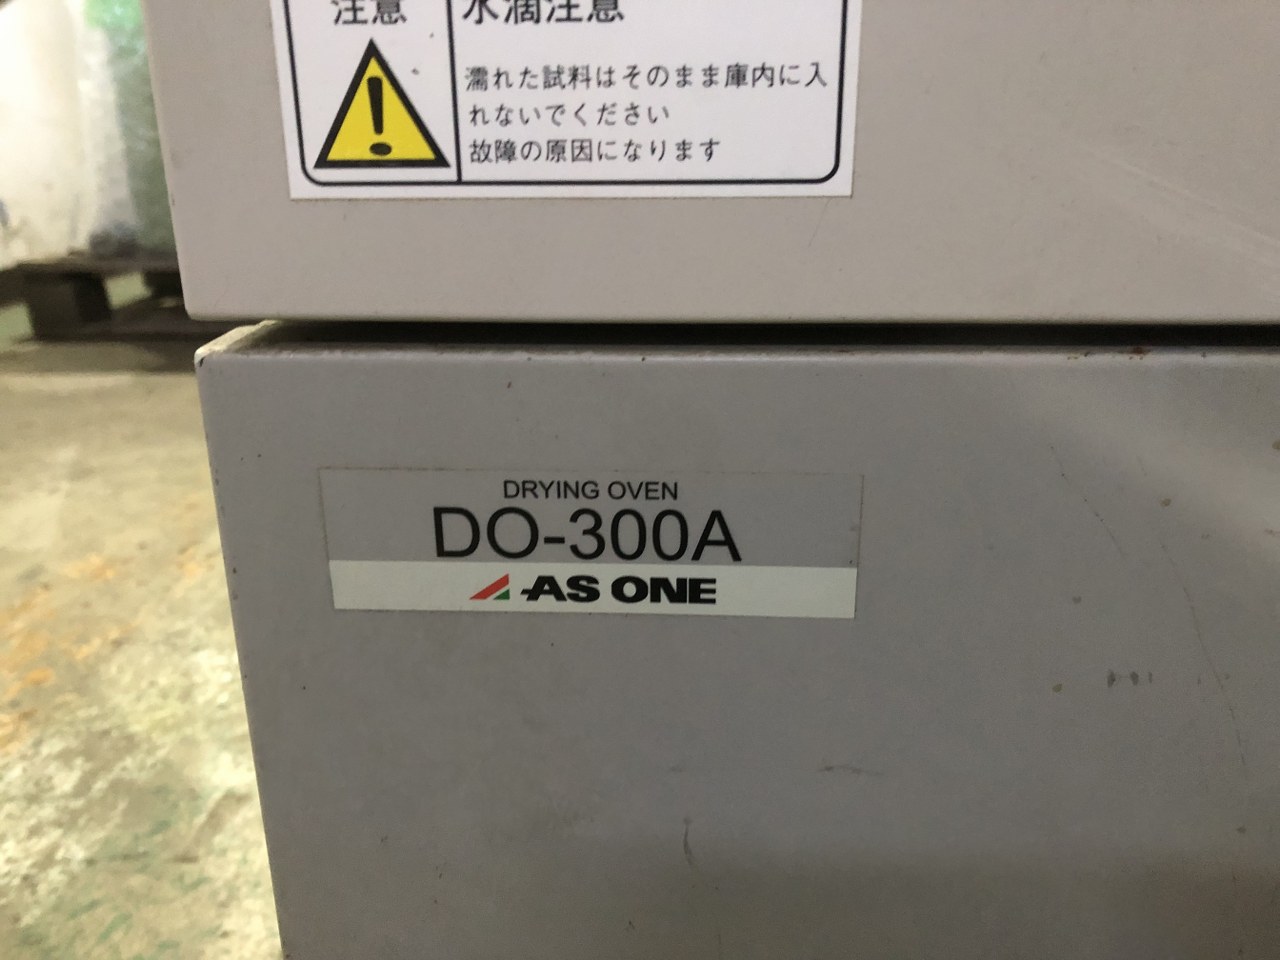 注意
水滴注意
濡れた試料はそのまま庫内に入
れないでください
故障の原因になります
DRYING OVEN
DO-300A
AS ONE